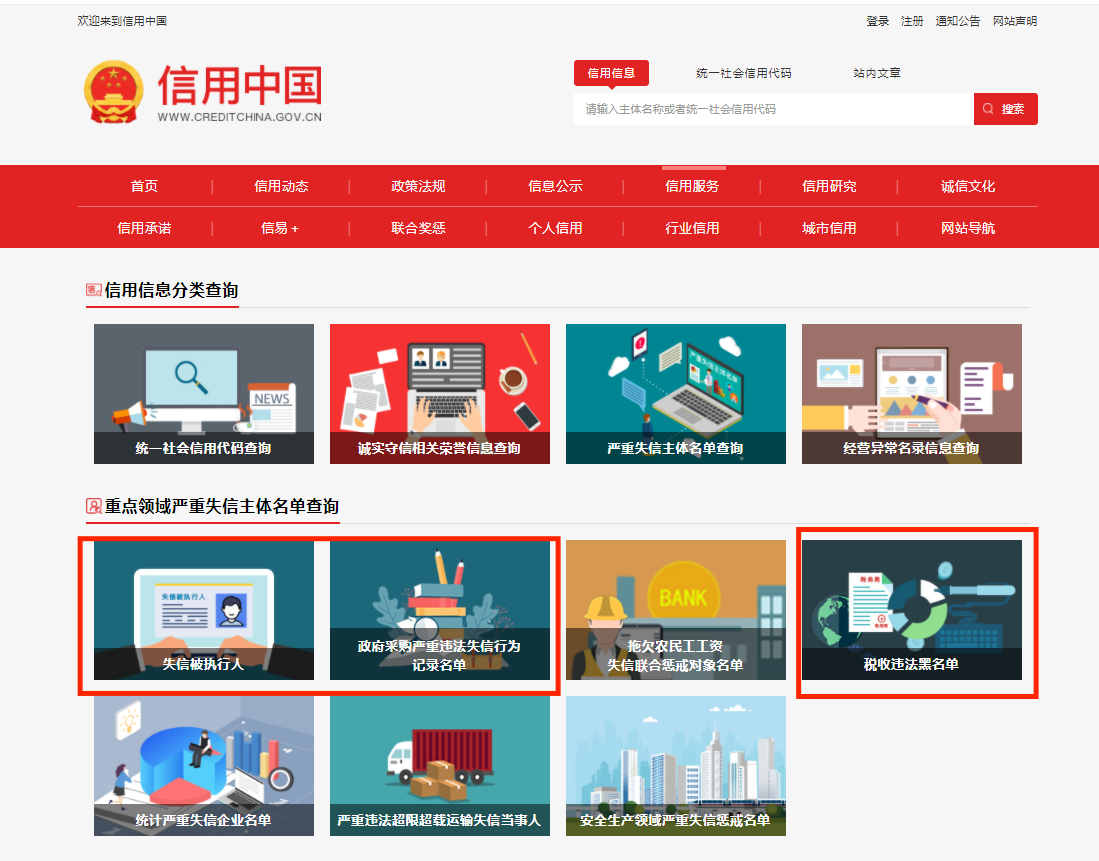 欢迎来到信用中国
登录 注册 通知公告 网站声明
信用中国
WWW.CREDITCHINA.GOV.CN
信用信息 统一社会信用代码 站内文章
请输入主体名称或者统一社会信用代码 搜索
首页 | 信用动态 | 政策法规 | 信息公示 | 信用服务 | 信用研究 | 诚信文化
信用承诺 | 信易+ | 联合奖惩 | 个人信用 | 行业信用 | 城市信用 | 网站导航
信用信息分类查询
NEWS
严重失信主体名单
统一社会信用代码查询
诚实守信相关荣誉信息查询
严重失信主体名单查询
经营异常名录信息查询
重点领域严重失信主体名单查询
失信被执行人
失信被执行人
政府采购严重违法失信行为
记录名单
BANK
拖欠农民工工资
失信联合惩戒对象名单
税务局
税收违法黑名单
统计严重失信企业名单
严重违法超限超载运输失信当事人
安全生产领域严重失信惩戒名单